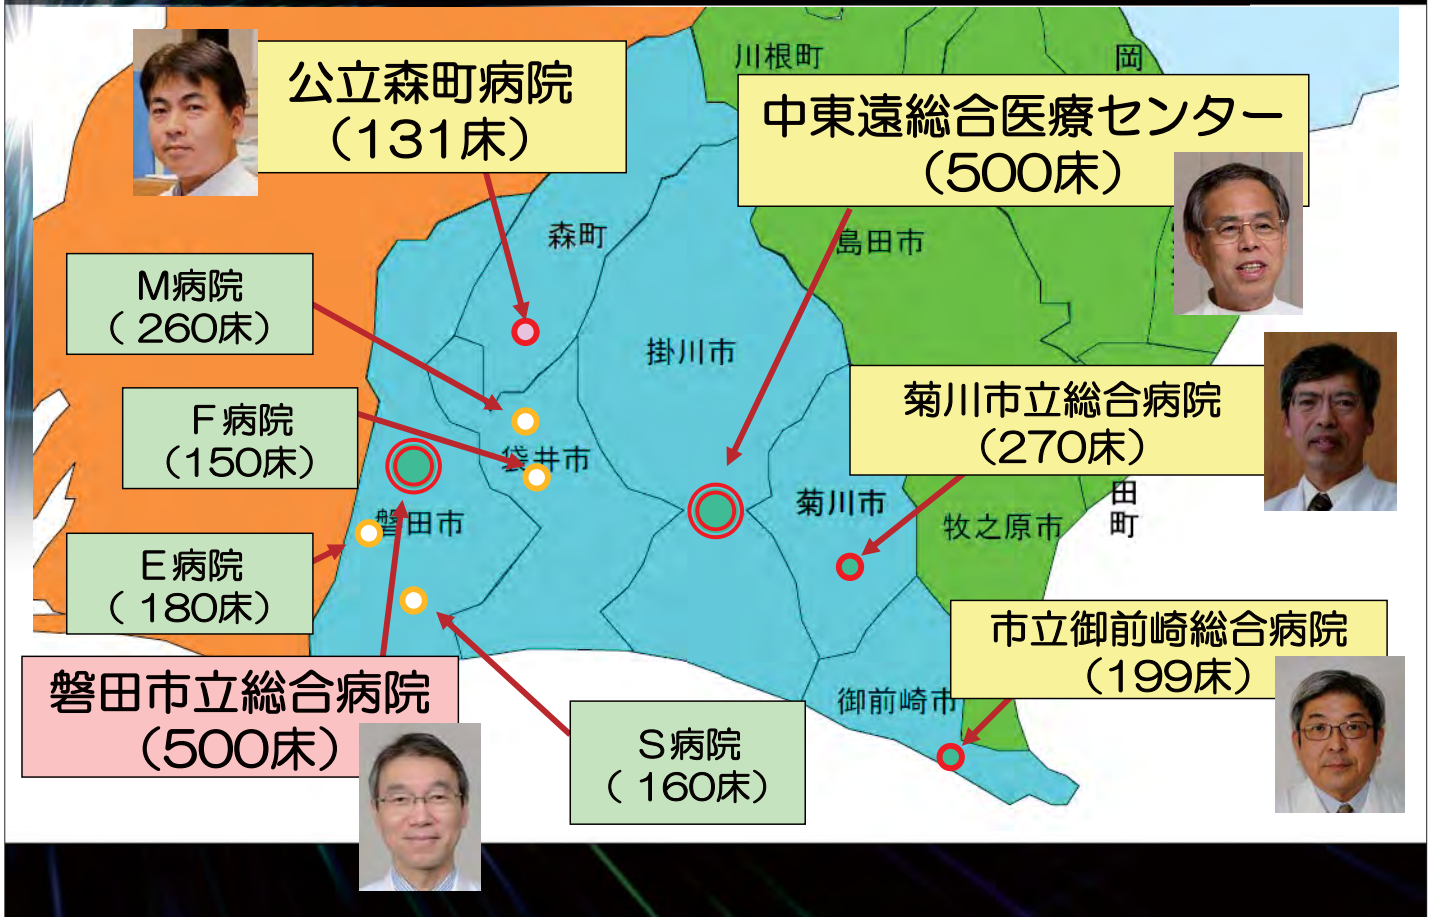 川根町
岡
公立森町病院
（131床）
中東遠総合医療センター
（500床）
森町
島田市
M病院
（ 260床）
掛川市
F病院
（150床）
菊川市立総合病院
（270床）
袋井市
磐田市
菊川市
牧之原市
田
町
E病院
（ 180床）
市立御前崎総合病院
（199床）
磐田市立総合病院
（500床）
御前崎市
S病院
（ 160床）